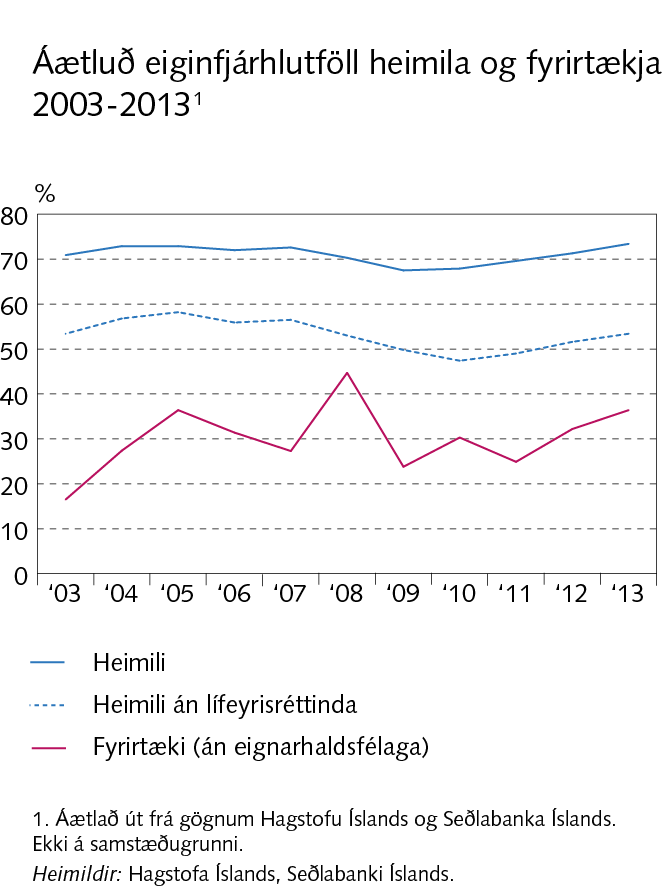 Áætluð eiginfjárhlutföll heimila og fyrirtækja
2003-2013¹
%
80
70
60
50
40
30
20
10
0
‘03 ‘04 ‘05 ‘06 ‘07 ‘08 ‘09 ‘10 ‘11 ‘12 ‘13
Heimili
Heimili án lífeyrisréttinda
Fyrirtæki (án eignarhaldsfélaga)
1. Áætlað út frá gögnum Hagstofu Íslands og Seðlabanka Íslands.
Ekki á samstæðugrunni.
Heimildir: Hagstofa Íslands, Seðlabanki Íslands.